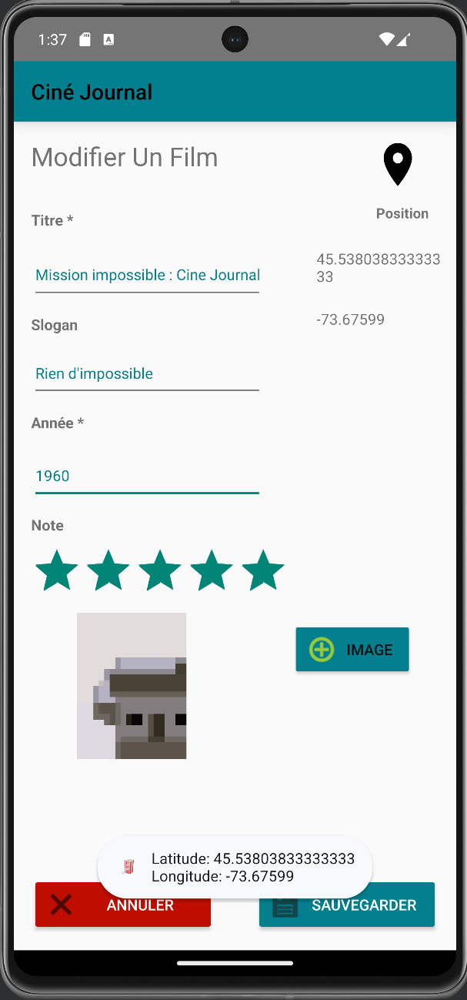 1:37
A
Ciné Journal
Modifier Un Film
Position
Titre *
45.538038333333
33
Mission impossible : Cine Journal
-73.67599
Slogan
Rien d'impossible
Année *
1960
Note
IMAGE
Latitude: 45.53803833333333
Longitude: -73.67599
ANNULER
SAUVEGARDER